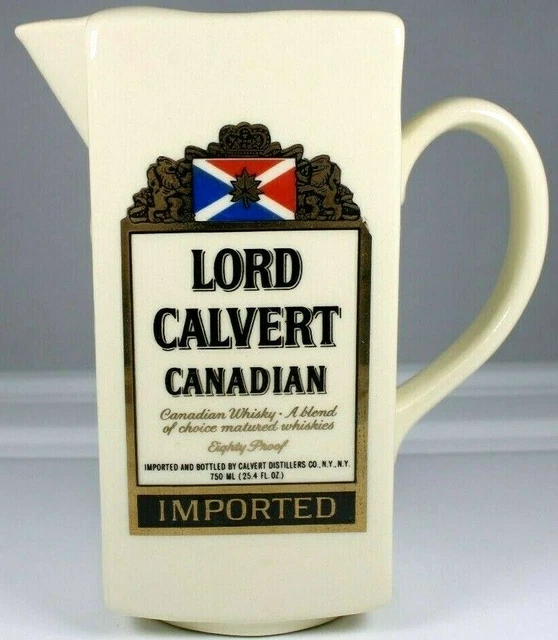 LORD
CALVERT
CANADIAN
Canadian Whisky · A blend
of choice matured whiskies
Eighty Proof
IMPORTED AND BOTTLED BY CALVERT DISTILLERS CO., N.Y., N.Y.
750 ML (25.4 FL. OZ.)
IMPORTED